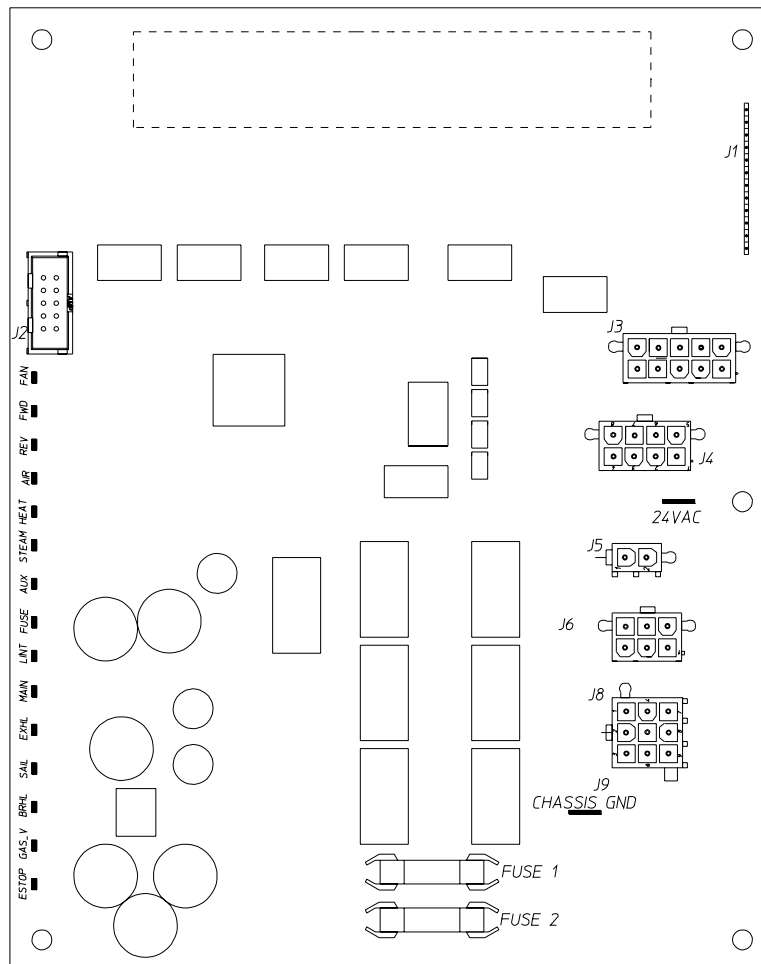 J1
J2
J3
J4
24VAC
J5
J6
J8
J9
CHASSIS GND
FUSE 1
FUSE 2
FAN
FWD
REV
AIR
HEAT
STEAM
AUX
FUSE
LINT
MAIN
EXHL
SAIL
BRHL
GAS_V
ESTOP